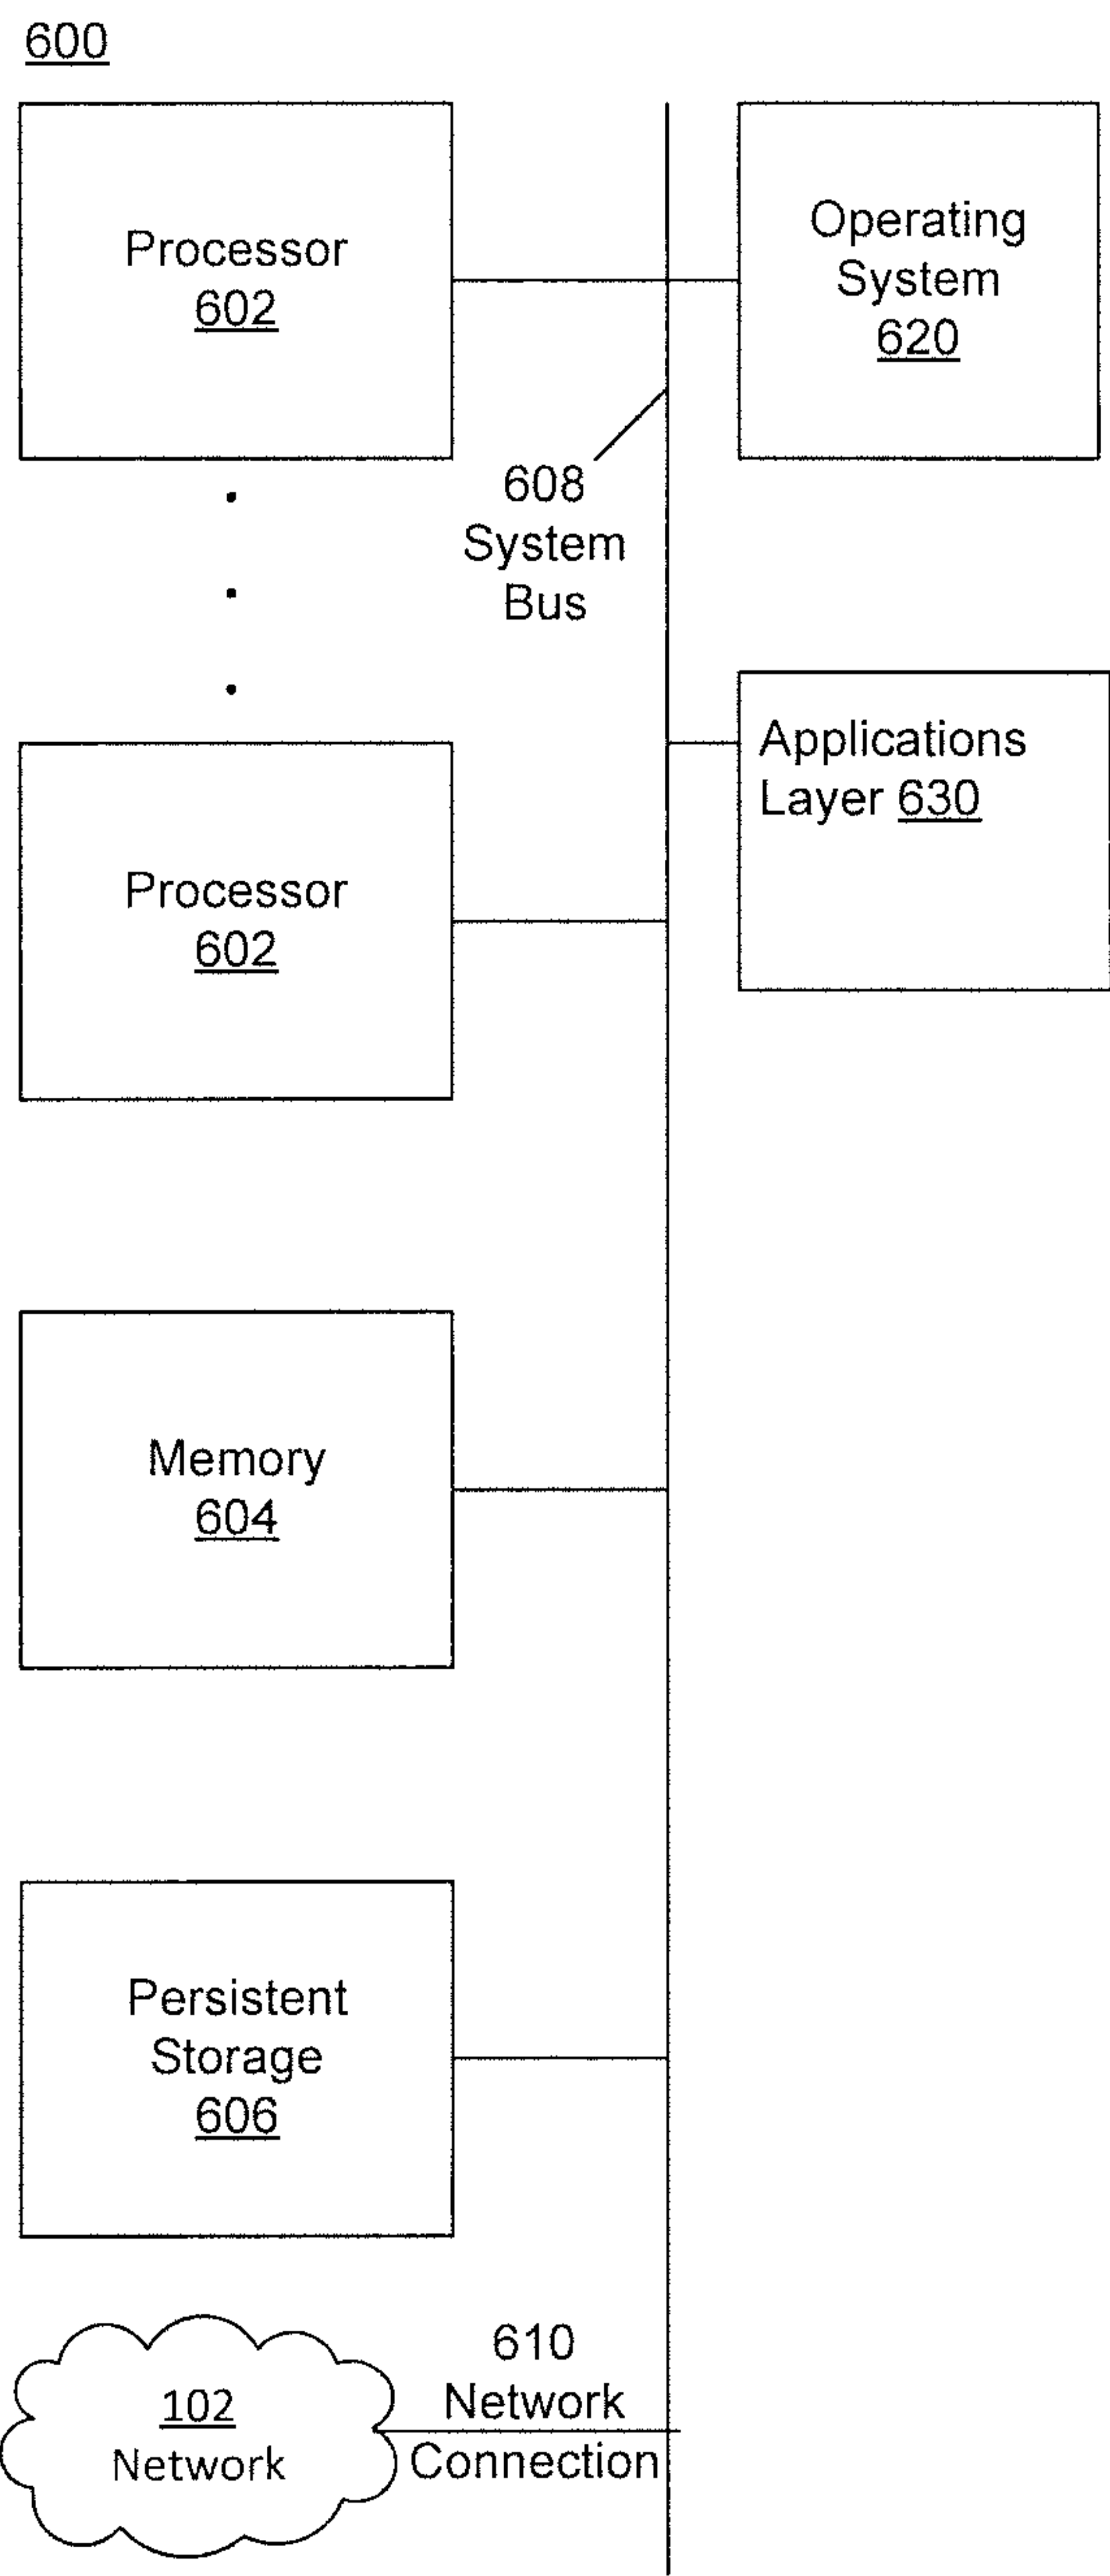 600
Processor
602
Operating
System
620
608
System
Bus
Applications
Layer 630
Processor
602
Memory
604
Persistent
Storage
606
102
Network
610
Network
Connection